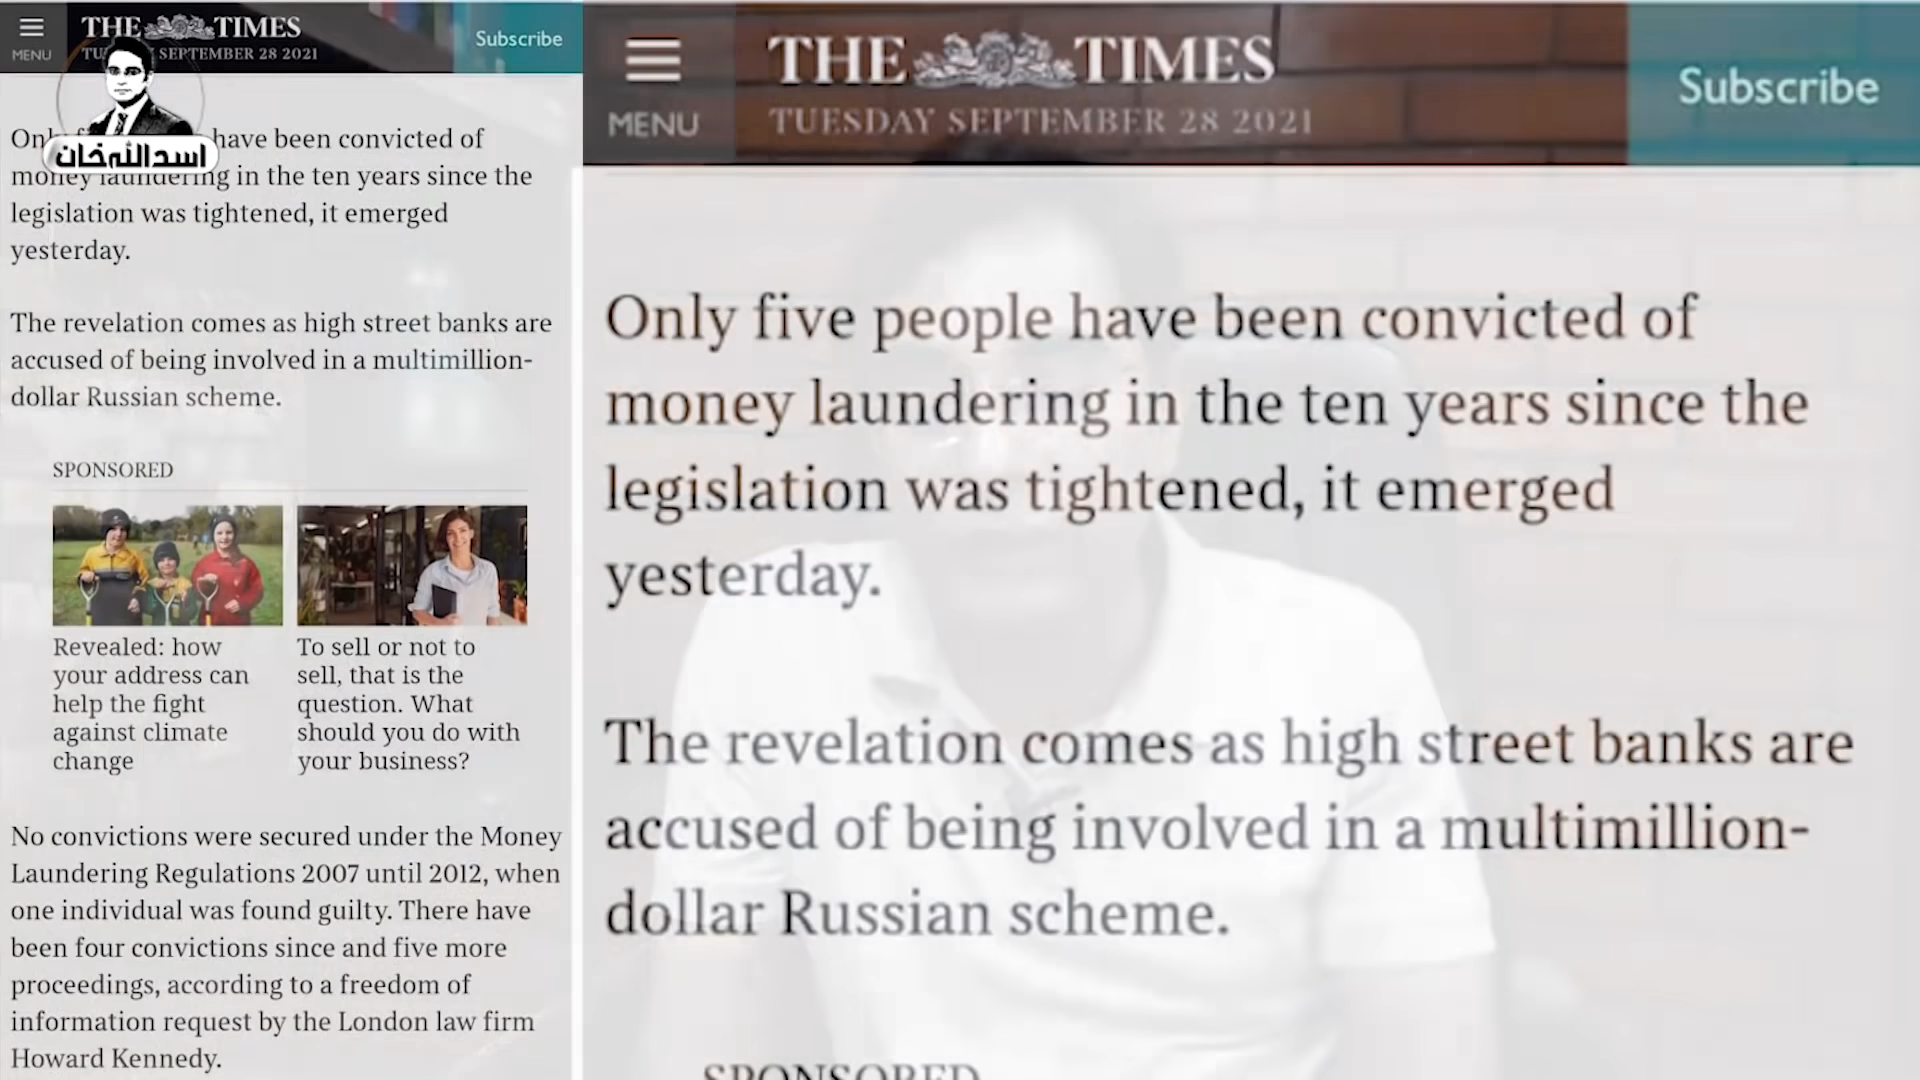 MENU
THE TIMES
SEPTEMBER 28 2021
Subscribe
اسد اللہ خان
have been convicted of
money laundering in the ten years since the
legislation was tightened, it emerged
yesterday.
The revelation comes as high street banks are
accused of being involved in a multimillion-
dollar Russian scheme.
SPONSORED
Revealed: how
your address can
help the fight
against climate
change
To sell or not to
sell, that is the
question. What
should you do with
your business?
No convictions were secured under the Money
Laundering Regulations 2007 until 2012, when
one individual was found guilty. There have
been four convictions since and five more
proceedings, according to a freedom of
information request by the London law firm
Howard Kennedy.
MENU
THE TIMES
TUESDAY SEPTEMBER 28 2021
Subscribe
Only five people have been convicted of
money laundering in the ten years since the
legislation was tightened, it emerged
yesterday.
The revelation comes as high street banks are
accused of being involved in a multimillion-
dollar Russian scheme.
SPONSORED